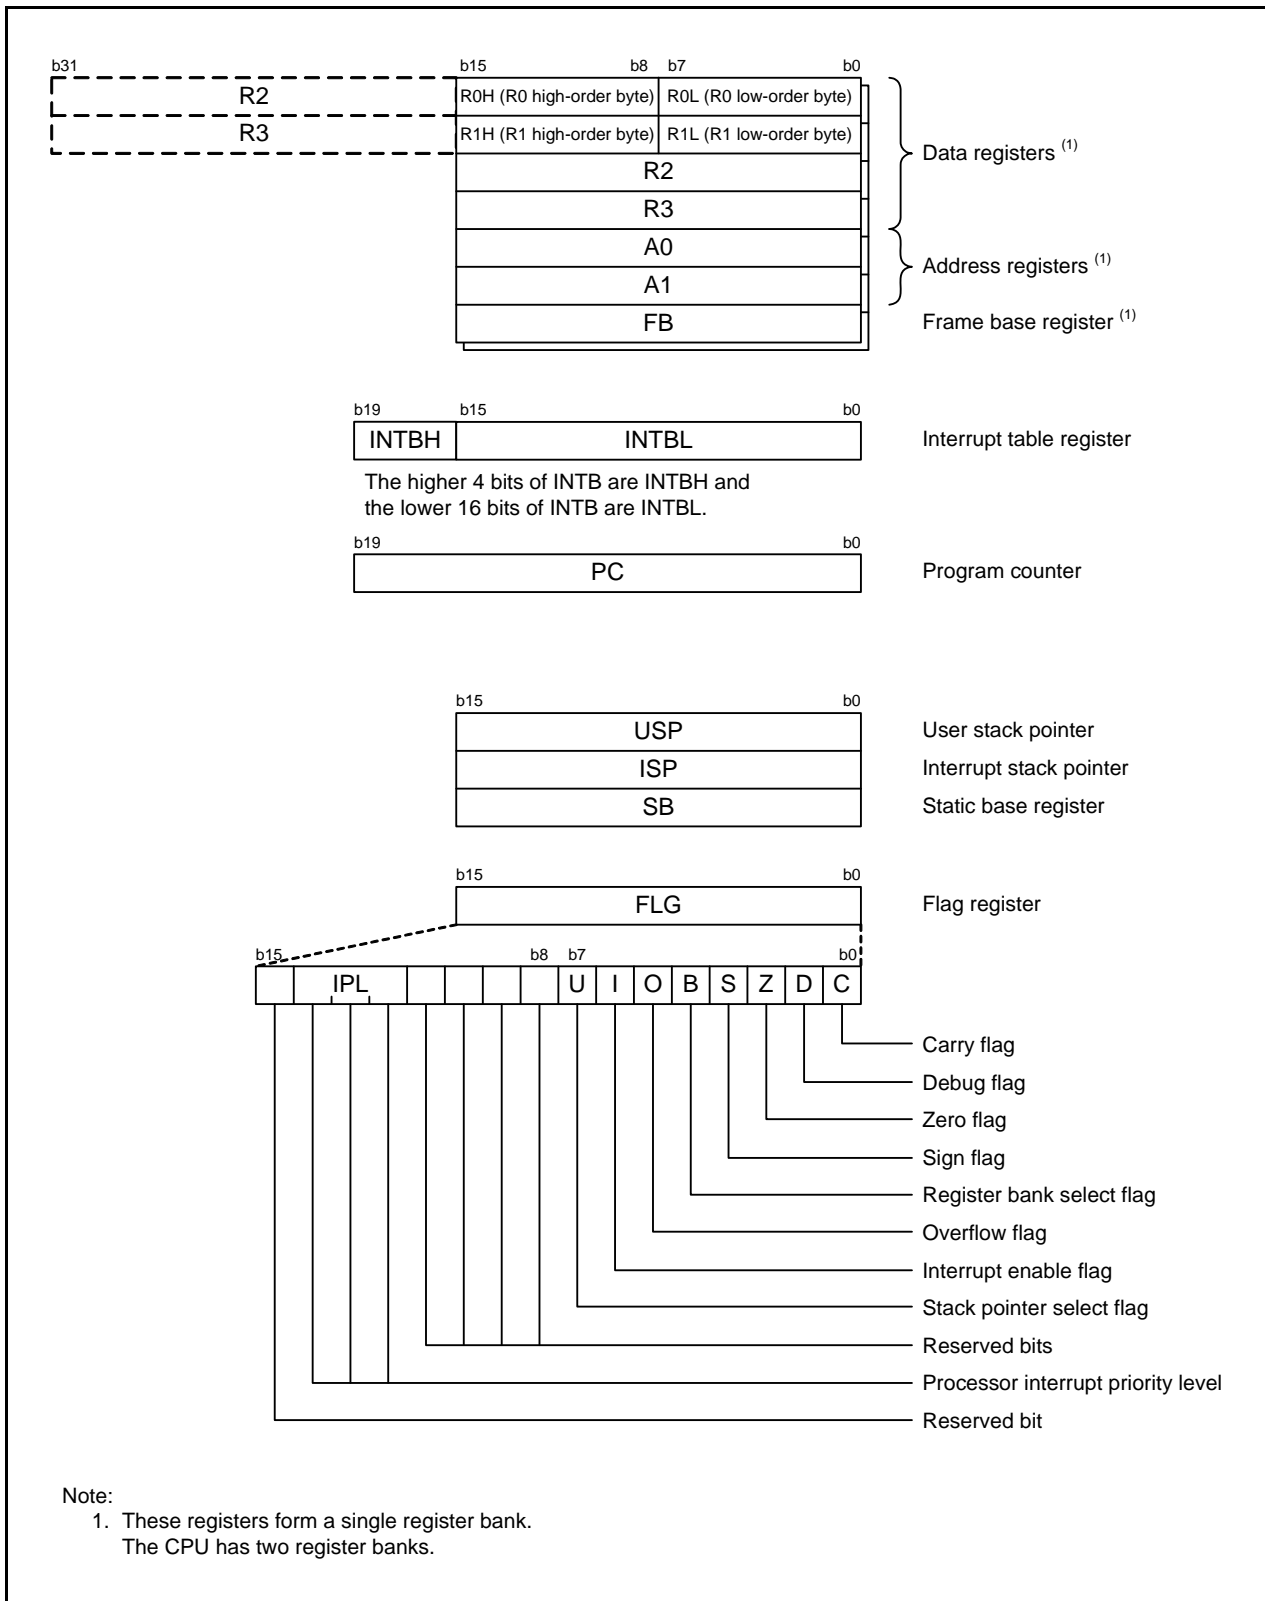 b31 b15 b8 b7 b0
R2 R0H (R0 high-order byte) R0L (R0 low-order byte)
R3 R1H (R1 high-order byte) R1L (R1 low-order byte)
Data registers (1)
R2
R3
A0
Address registers (1)
A1
FB Frame base register (1)
b19 b15 b0
INTBH INTBL Interrupt table register
The higher 4 bits of INTB are INTBH and
the lower 16 bits of INTB are INTBL.
b19 b0
PC Program counter
b15 b0
USP User stack pointer
ISP Interrupt stack pointer
SB Static base register
b15 b0
FLG Flag register
b15 b8 b7 b0
IPL U I O B S Z D C
Carry flag
Debug flag
Zero flag
Sign flag
Register bank select flag
Overflow flag
Interrupt enable flag
Stack pointer select flag
Reserved bits
Processor interrupt priority level
Reserved bit
Note:
1. These registers form a single register bank.
The CPU has two register banks.